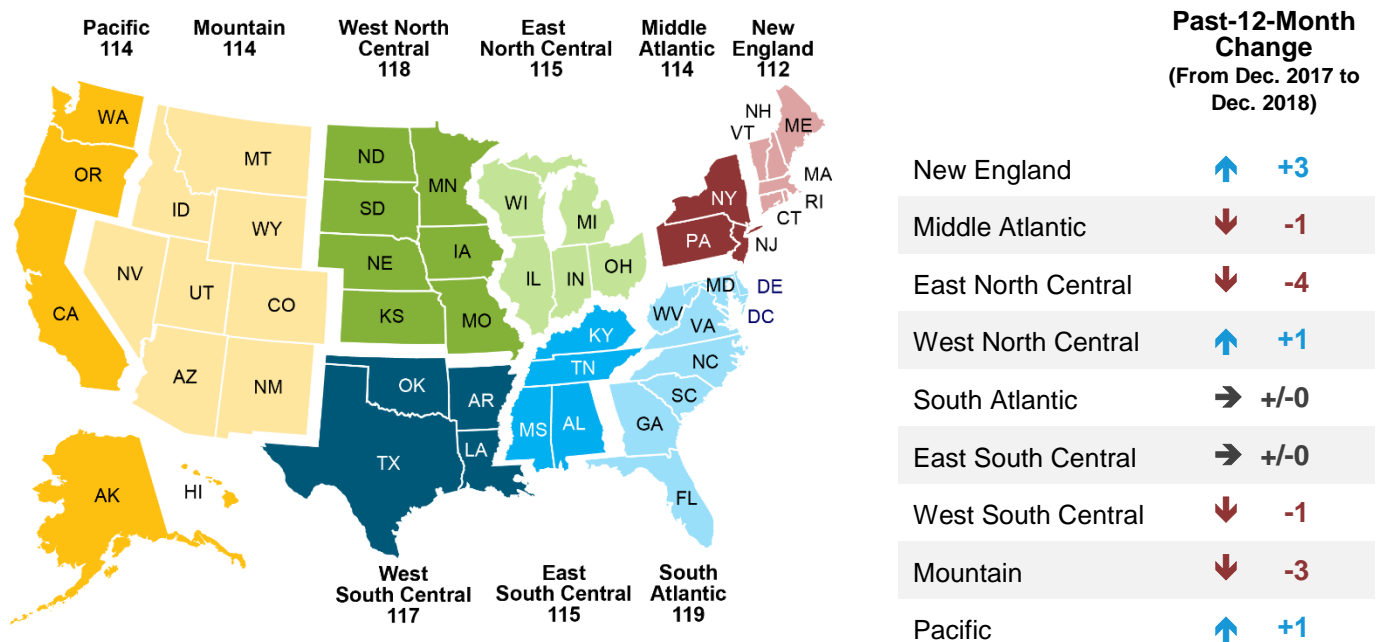 Pacific
114
Mountain
114
West North
Central
118
East
North Central
115
Middle
Atlantic
114
New
England
112
WA
OR
CA
AK
HI
MT
ID
WY
NV
UT
CO
AZ
NM
ND
MN
SD
NE
IA
KS
MO
WI
MI
IL
IN
OH
NH
VT
ME
MA
RI
CT
NY
PA
NJ
MD
DE
DC
WV
VA
NC
SC
GA
FL
KY
TN
MS
AL
OK
AR
TX
LA
West
South Central
117
East
South Central
115
South
Atlantic
119
Past-12-Month
Change
(From Dec. 2017 to
Dec. 2018)
New England ↑ +3
Middle Atlantic ↓ -1
East North Central ↓ -4
West North Central ↑ +1
South Atlantic → +/-0
East South Central → +/-0
West South Central ↓ -1
Mountain ↓ -3
Pacific ↑ +1